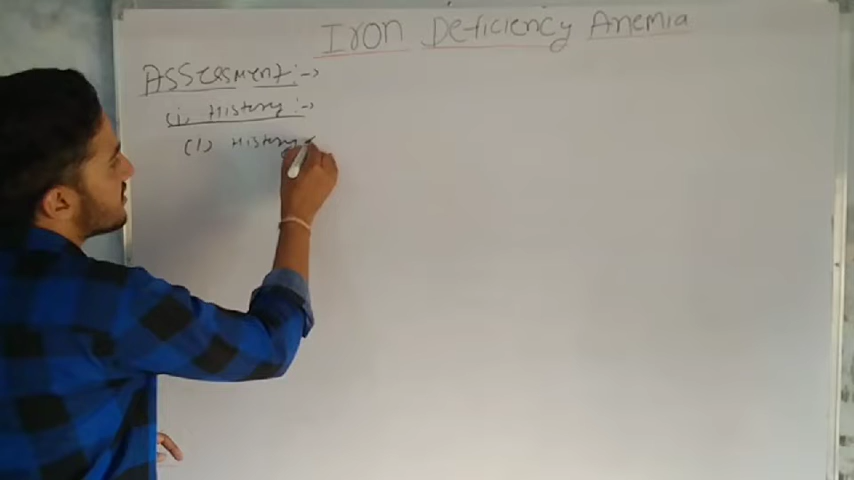 Iron Deficiency Anemia
Assessment :->
(i, History :->
(1) History